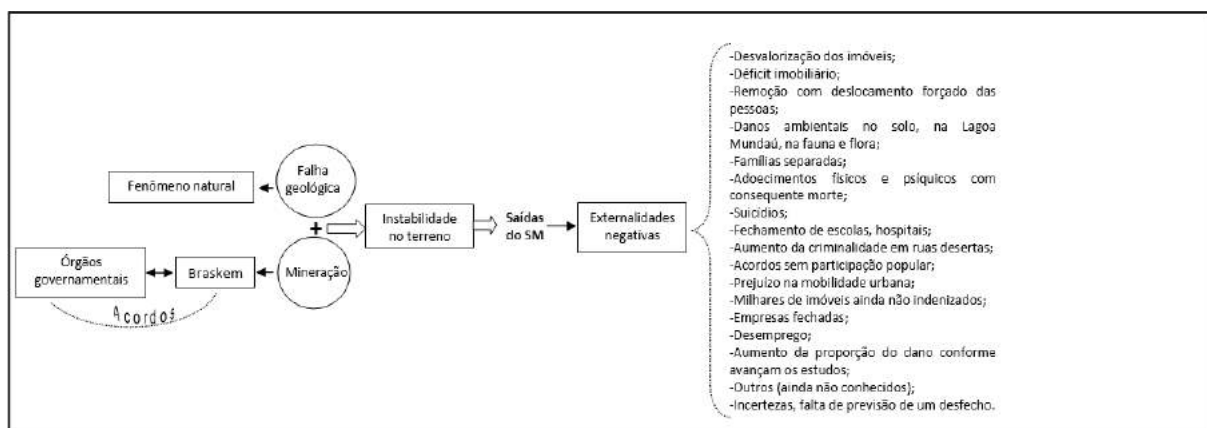 Fenômeno natural
Falha
geológica
+
Mineração
Órgãos
governamentais
Braskem
Acordos
Instabilidade
no terreno
Saídas
do SM
Externalidades
negativas
-Desvalorização dos imóveis;
-Déficit imobiliário;
-Remoção com deslocamento forçado das
pessoas;
-Danos ambientais no solo, na Lagoa
Mundaú, na fauna e flora;
-Famílias separadas;
-Adoecimentos físicos e psíquicos com
consequente morte;
-Suicídios;
-Fechamento de escolas, hospitais;
-Aumento da criminalidade em ruas desertas;
-Acordos sem participação popular;
-Prejuízo na mobilidade urbana;
-Milhares de imóveis ainda não indenizados;
-Empresas fechadas;
-Desemprego;
-Aumento da proporção do dano conforme
avançam os estudos;
-Outros (ainda não conhecidos);
-Incertezas, falta de previsão de um desfecho.